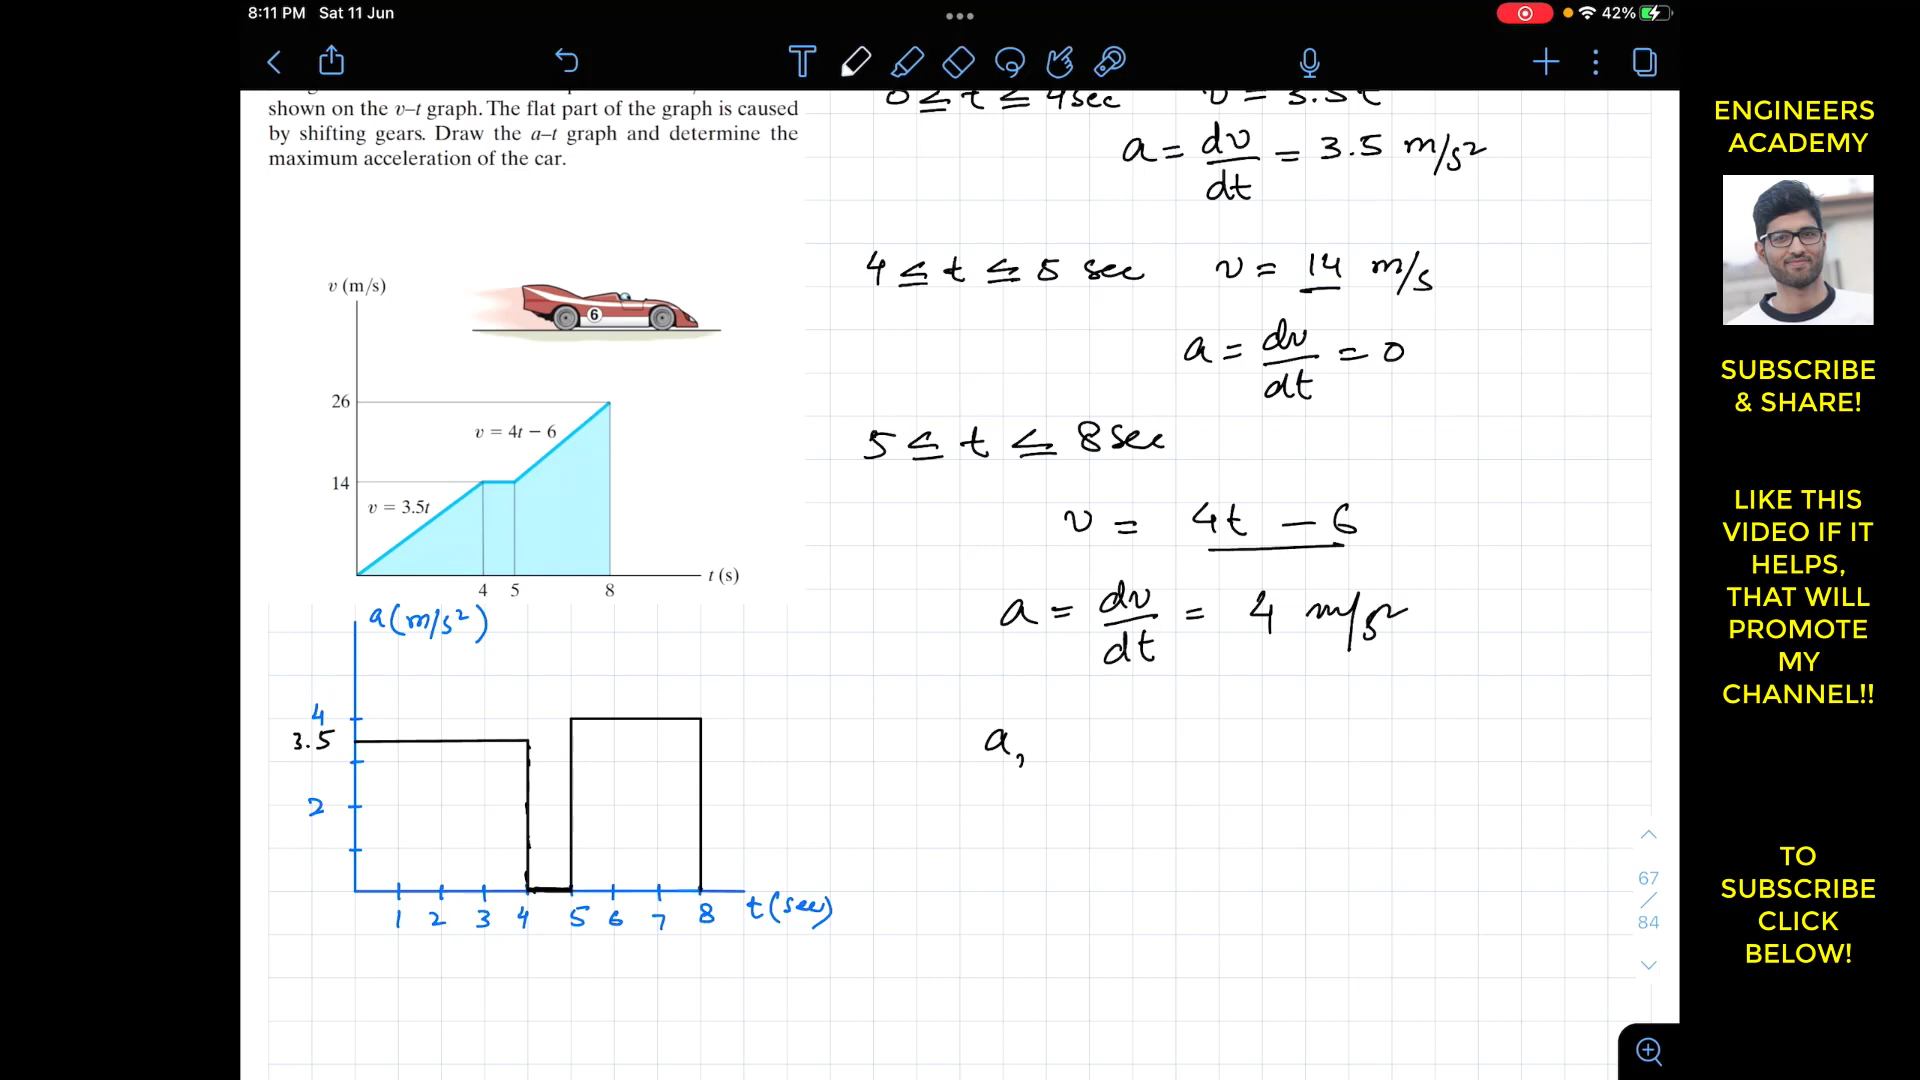 8:11 PM Sat 11 Jun
42%
shown on the v–t graph. The flat part of the graph is caused
by shifting gears. Draw the a–t graph and determine the
maximum acceleration of the car.
v (m/s)
6
26
v = 4t − 6
14
v = 3.5t
t (s)
4 5 8
a(m/s²)
4
3.5
2
1 2 3 4 5 6 7 8 t(sec)
0 ≤ t ≤ 4sec v = 3.5t
a = dv/dt = 3.5 m/s²
4 ≤ t ≤ 5 sec v = 14 m/s
a = dv/dt = 0
5 ≤ t ≤ 8sec
v = 4t − 6
a = dv/dt = 4 m/s²
a,
67
/
84
ENGINEERS
ACADEMY
SUBSCRIBE
& SHARE!
LIKE THIS
VIDEO IF IT
HELPS,
THAT WILL
PROMOTE
MY
CHANNEL!!
TO
SUBSCRIBE
CLICK
BELOW!